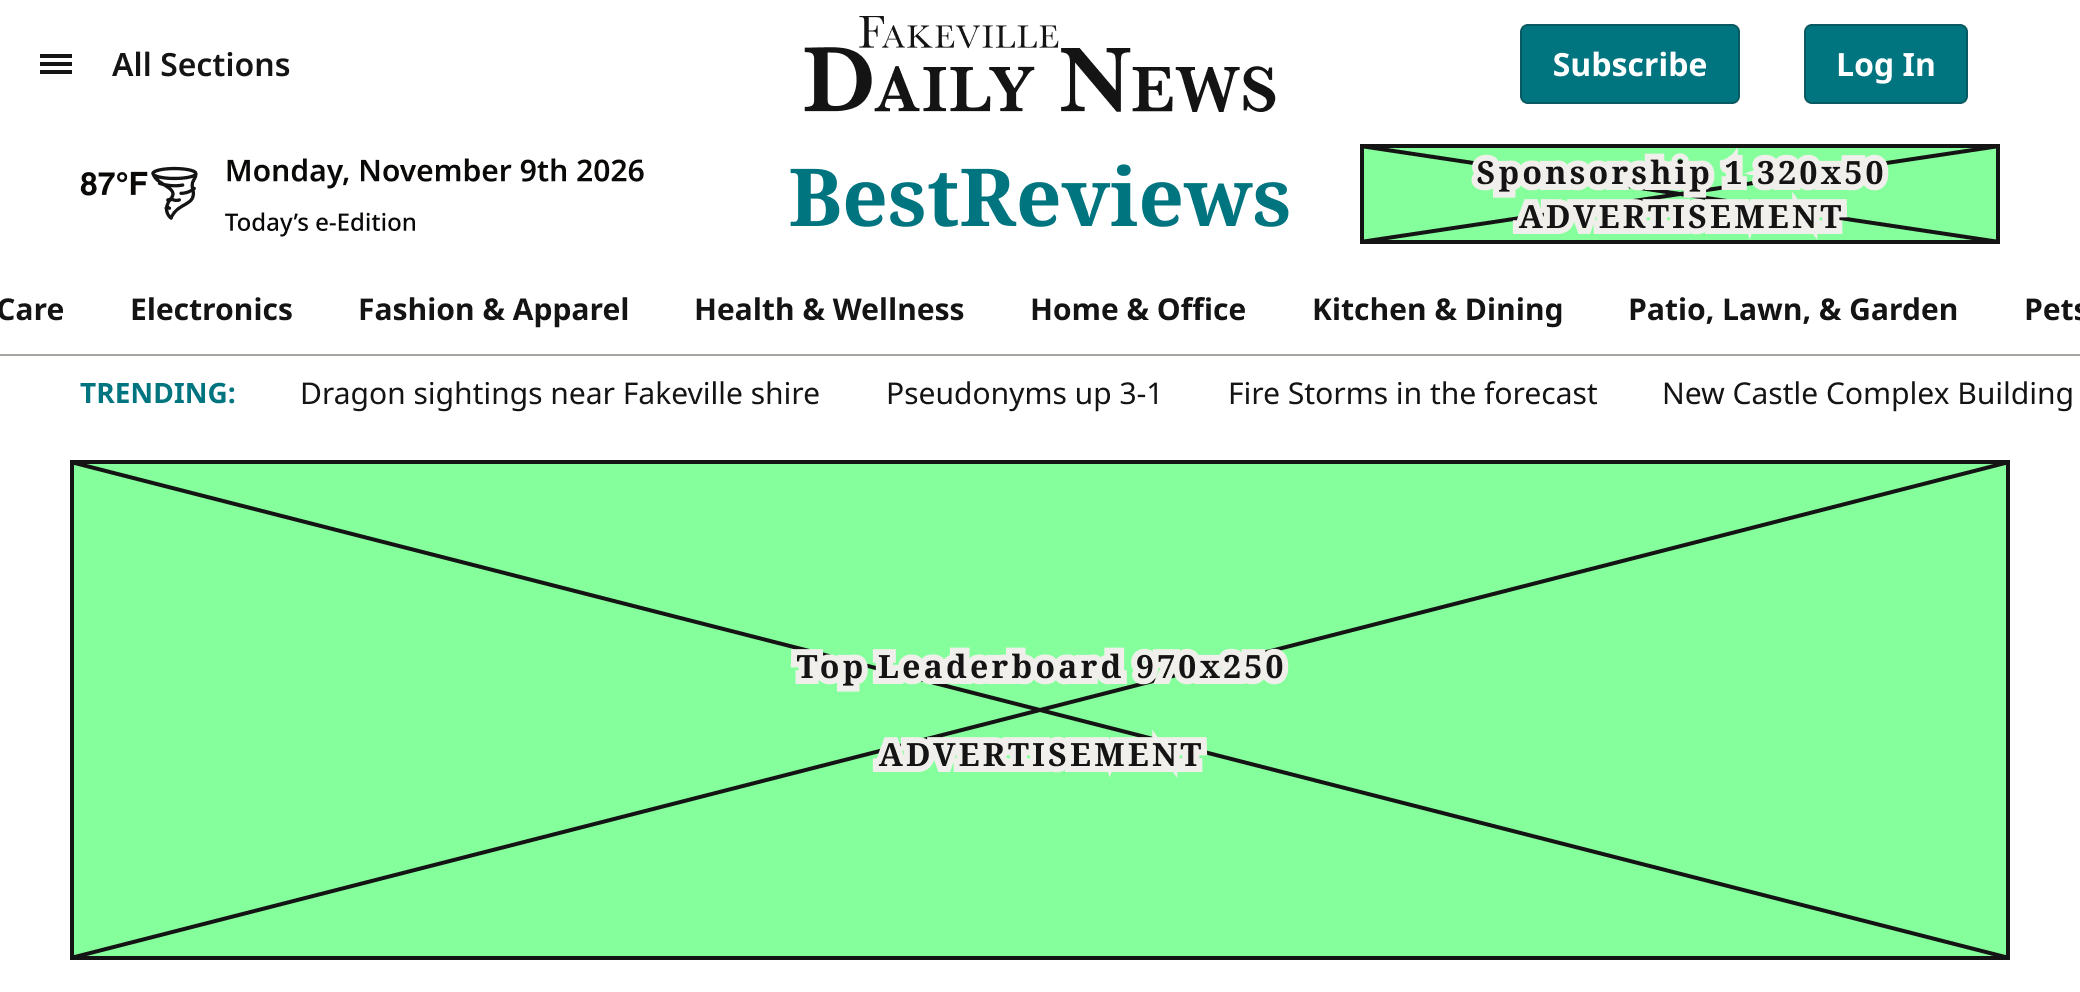 All Sections
FAKEVILLE
DAILY NEWS
Subscribe
Log In
87°F
Monday, November 9th 2026
Today’s e-Edition
BestReviews
Sponsorship 1 320x50
ADVERTISEMENT
Care Electronics Fashion & Apparel Health & Wellness Home & Office Kitchen & Dining Patio, Lawn, & Garden Pets
TRENDING: Dragon sightings near Fakeville shire Pseudonyms up 3-1 Fire Storms in the forecast New Castle Complex Building
Top Leaderboard 970x250
ADVERTISEMENT